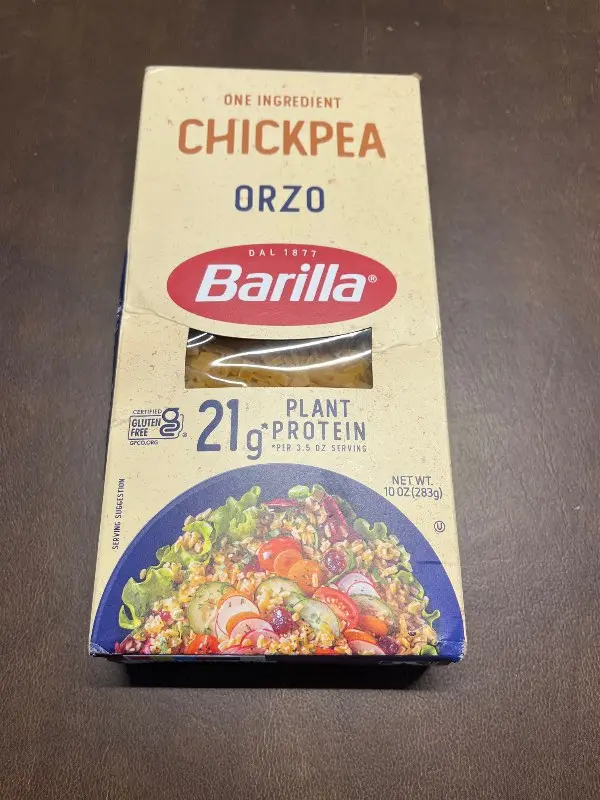 ONE INGREDIENT
CHICKPEA
ORZO
DAL 1877
Barilla®
CERTIFIED
GLUTEN
FREE
GFCO.ORG
21g*
PLANT
PROTEIN
*PER 3.5 OZ SERVING
NET WT.
10 OZ (283g)
U
SERVING SUGGESTION